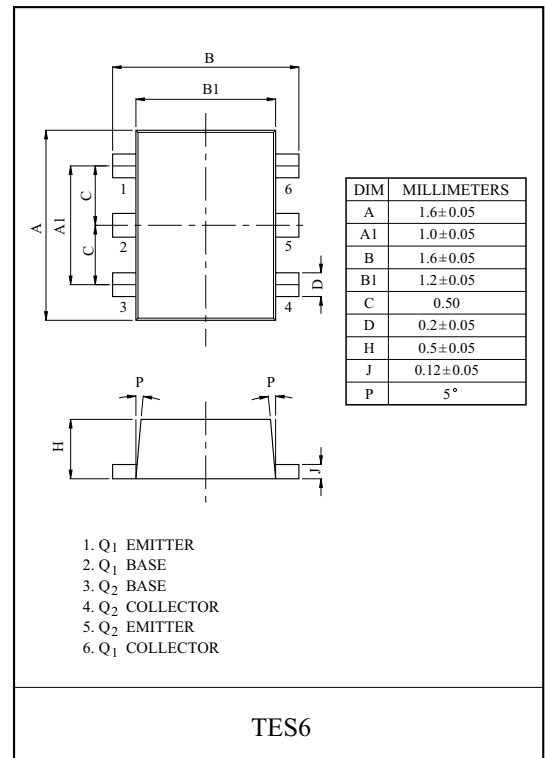 B
B1
A
A1
C
C
1
2
3
6
5
4
D
DIM MILLIMETERS
A 1.6±0.05
A1 1.0±0.05
B 1.6±0.05
B1 1.2±0.05
C 0.50
D 0.2±0.05
H 0.5±0.05
J 0.12±0.05
P 5°
P P
H
J
1. Q1 EMITTER
2. Q1 BASE
3. Q2 BASE
4. Q2 COLLECTOR
5. Q2 EMITTER
6. Q1 COLLECTOR
TES6